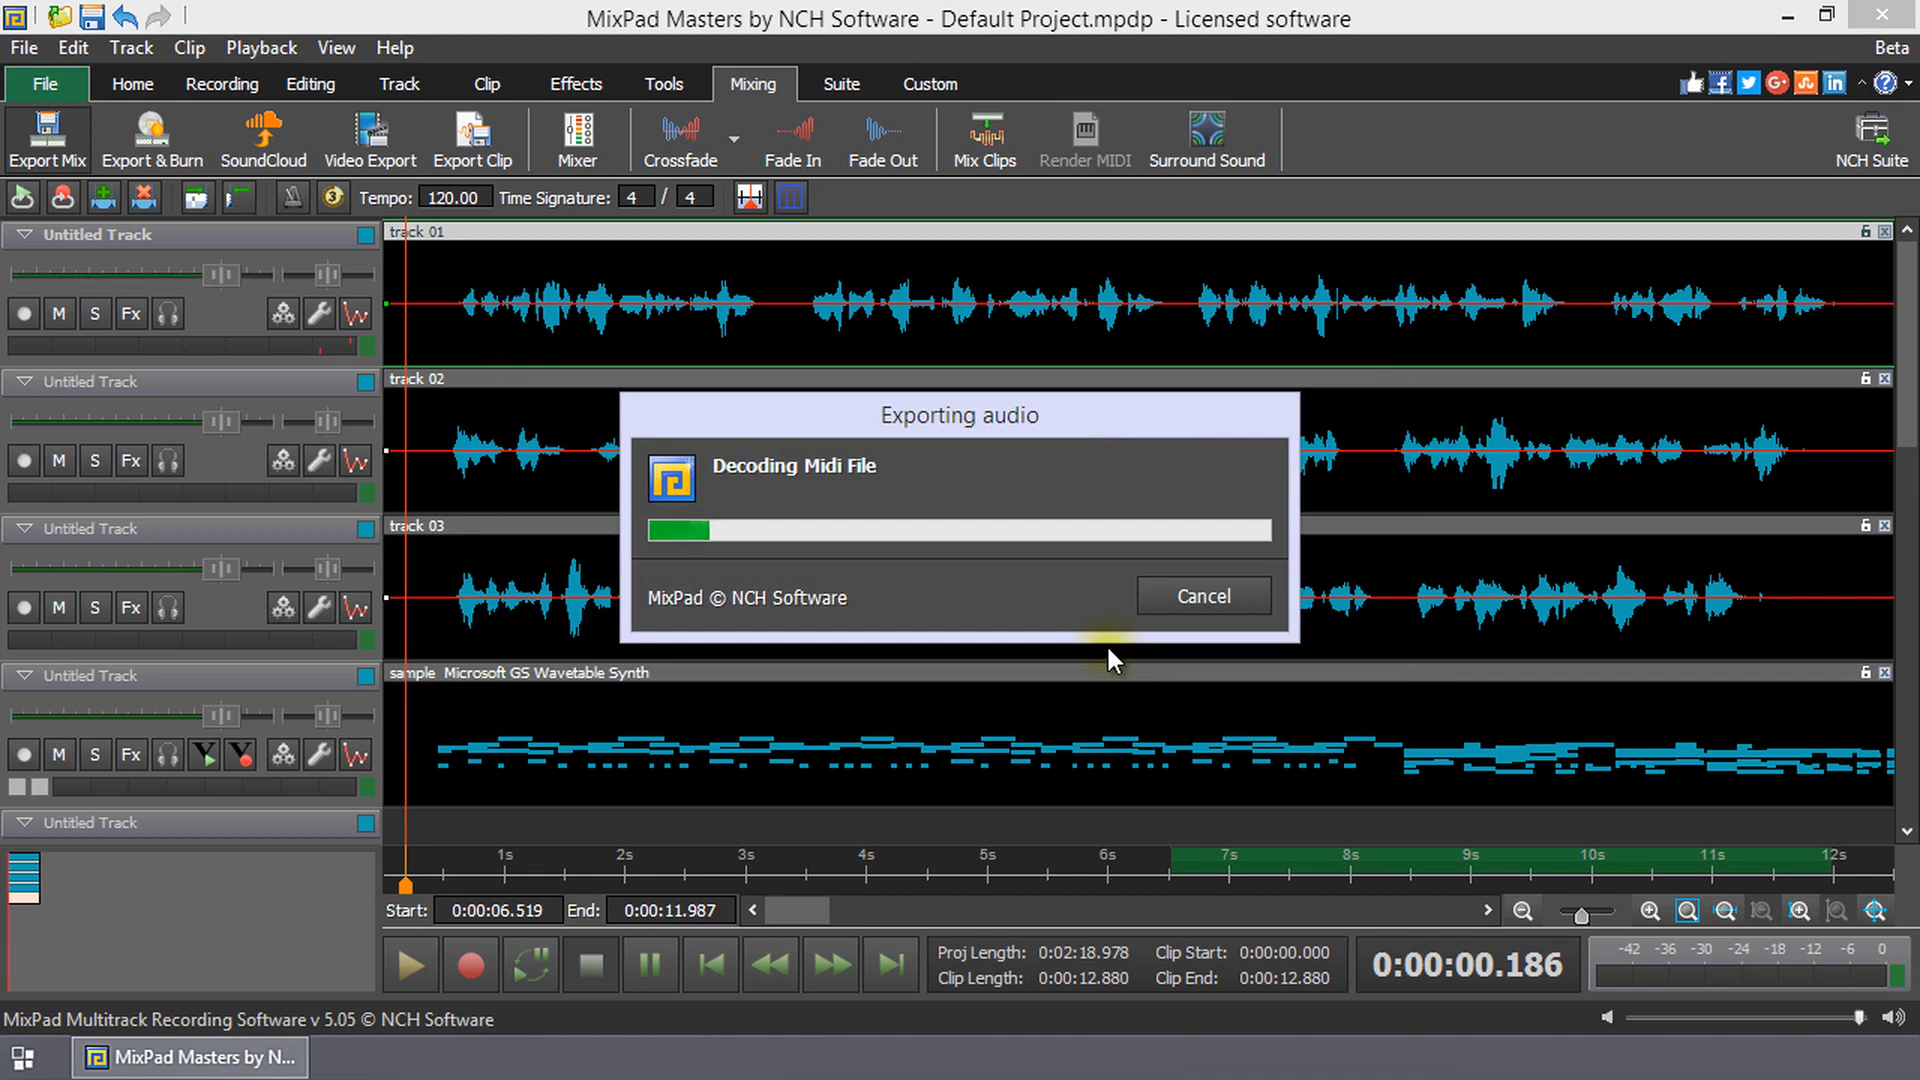 MixPad Masters by NCH Software - Default Project.mpdp - Licensed software
File Edit Track Clip Playback View Help Beta
File Home Recording Editing Track Clip Effects Tools Mixing Suite Custom
Export Mix Export & Burn SoundCloud Video Export Export Clip Mixer Crossfade Fade In Fade Out Mix Clips Render MIDI Surround Sound NCH Suite
Tempo: 120.00 Time Signature: 4 / 4
Untitled Track track 01
M S Fx
Untitled Track track 02
M S Fx
Untitled Track track 03
M S Fx
Exporting audio
Decoding Midi File
MixPad © NCH Software Cancel
Untitled Track sample Microsoft GS Wavetable Synth
M S Fx
Untitled Track
1s 2s 3s 4s 5s 6s 7s 8s 9s 10s 11s 12s
Start: 0:00:06.519 End: 0:00:11.987
Proj Length: 0:02:18.978 Clip Start: 0:00:00.000
Clip Length: 0:00:12.880 Clip End: 0:00:12.880
0:00:00.186
-42 -36 -30 -24 -18 -12 -6 0
MixPad Multitrack Recording Software v 5.05 © NCH Software
MixPad Masters by N...